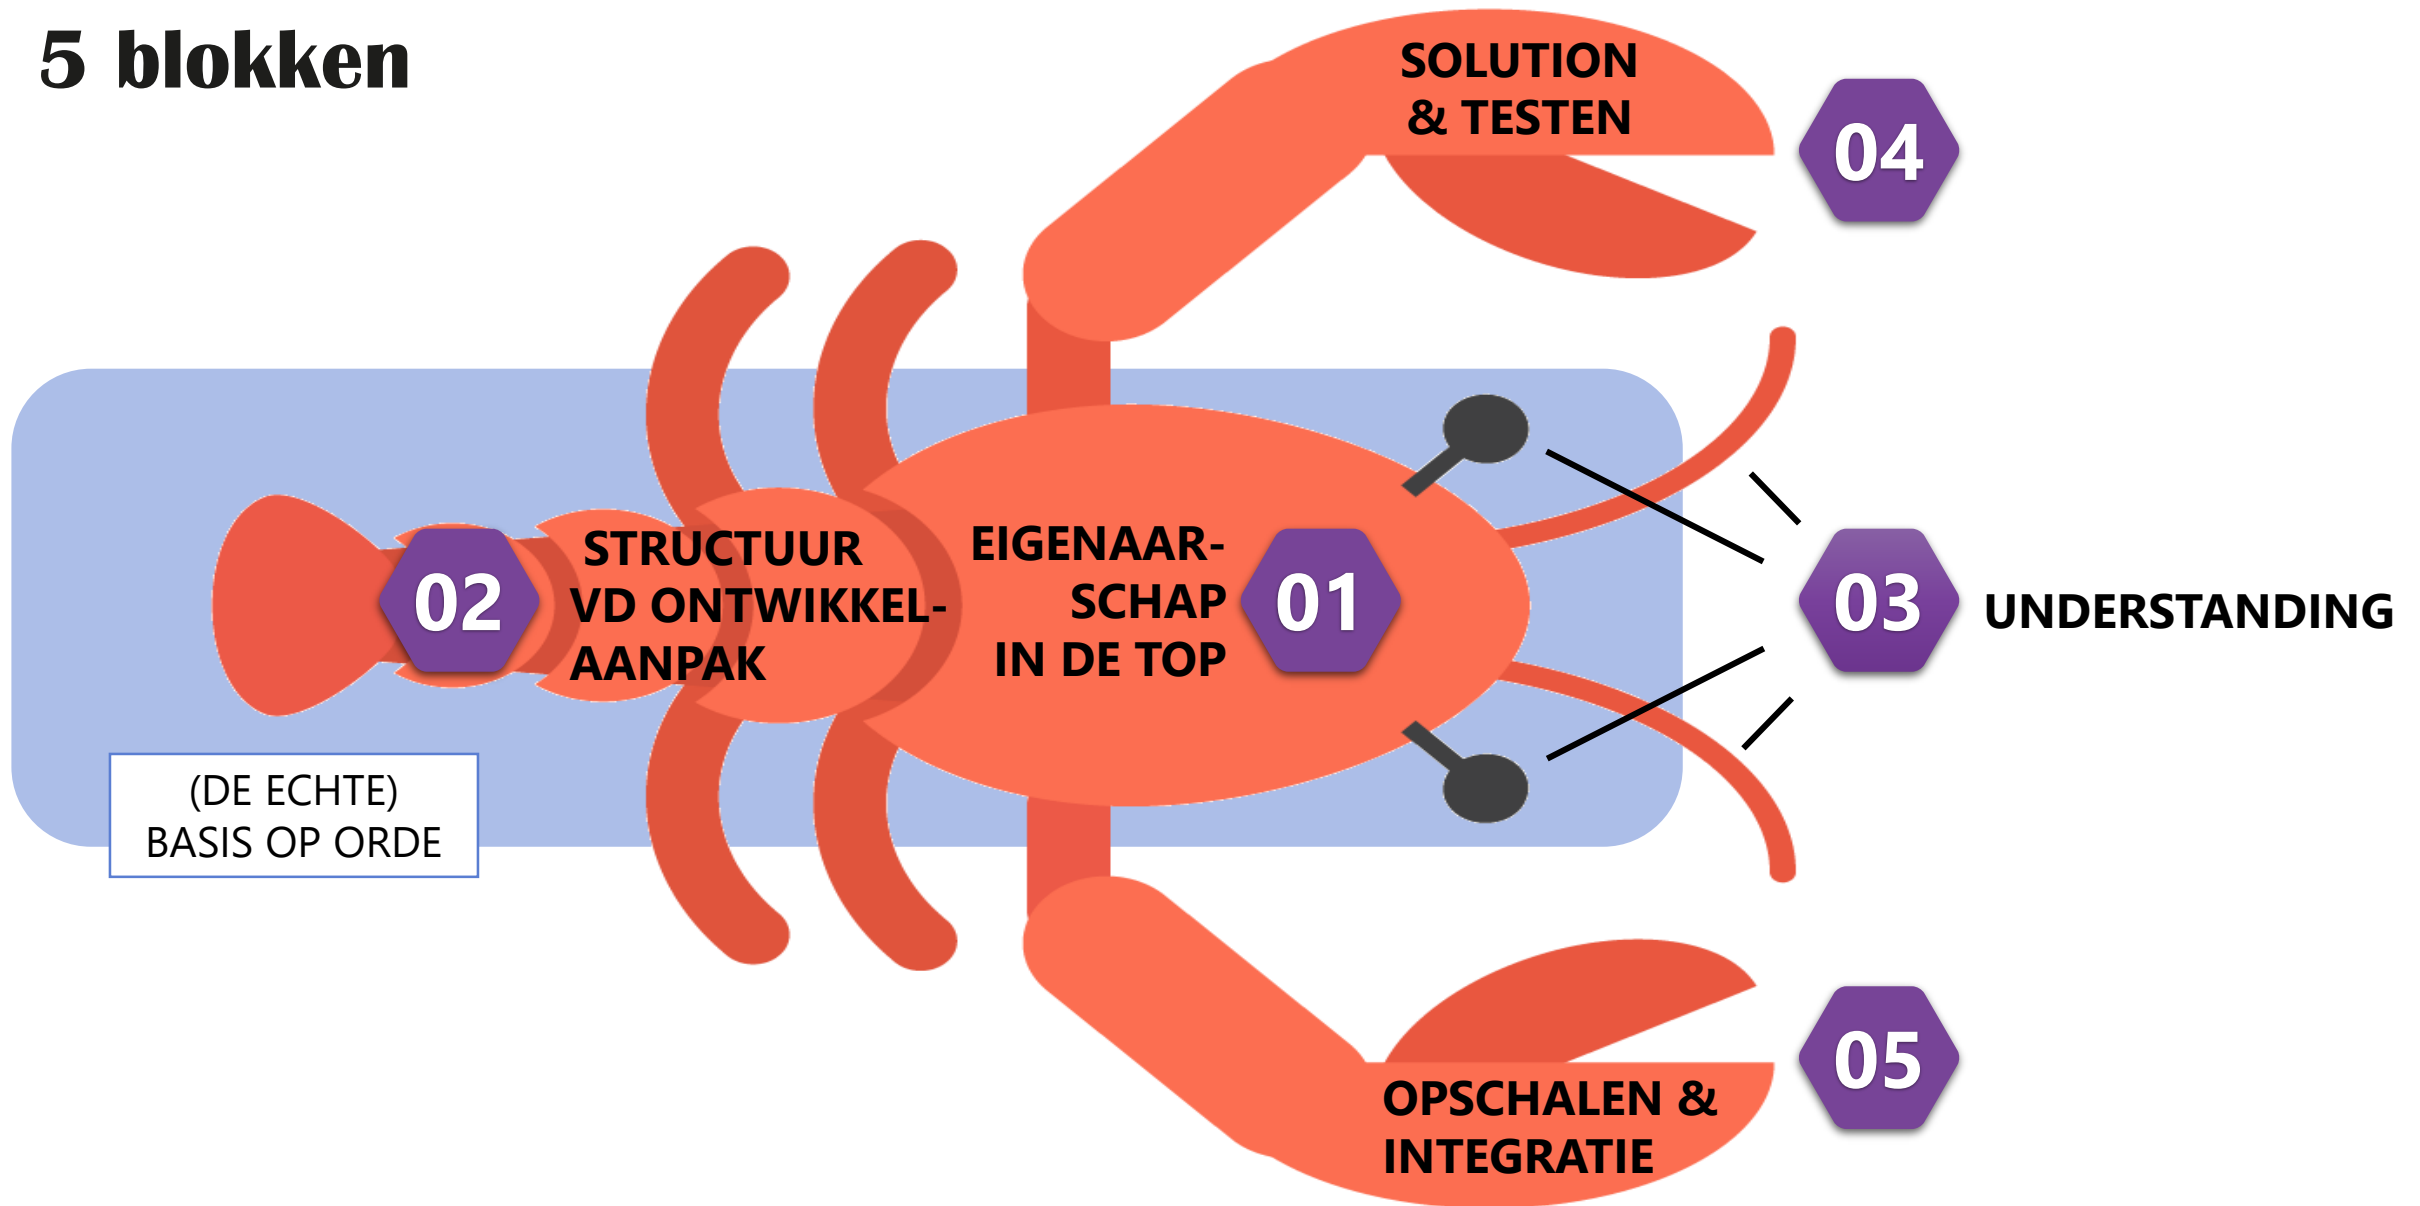 5 blokken
SOLUTION
& TESTEN
04
02
STRUCTUUR
VD ONTWIKKEL-
AANPAK
EIGENAAR-
SCHAP
IN DE TOP
01
03
UNDERSTANDING
(DE ECHTE)
BASIS OP ORDE
OPSCHALEN &
INTEGRATIE
05